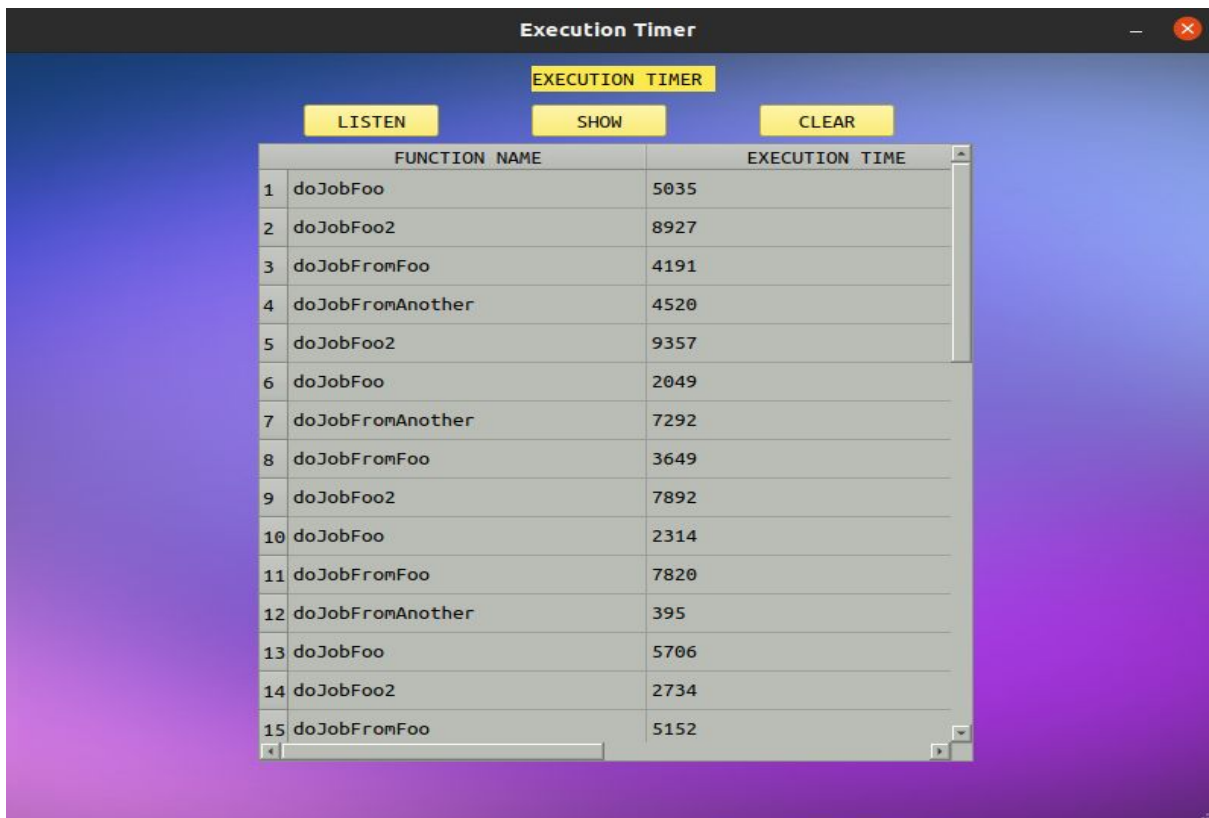 Execution Timer
EXECUTION TIMER
LISTEN SHOW CLEAR
FUNCTION NAME EXECUTION TIME
1 doJobFoo 5035
2 doJobFoo2 8927
3 doJobFromFoo 4191
4 doJobFromAnother 4520
5 doJobFoo2 9357
6 doJobFoo 2049
7 doJobFromAnother 7292
8 doJobFromFoo 3649
9 doJobFoo2 7892
10 doJobFoo 2314
11 doJobFromFoo 7820
12 doJobFromAnother 395
13 doJobFoo 5706
14 doJobFoo2 2734
15 doJobFromFoo 5152